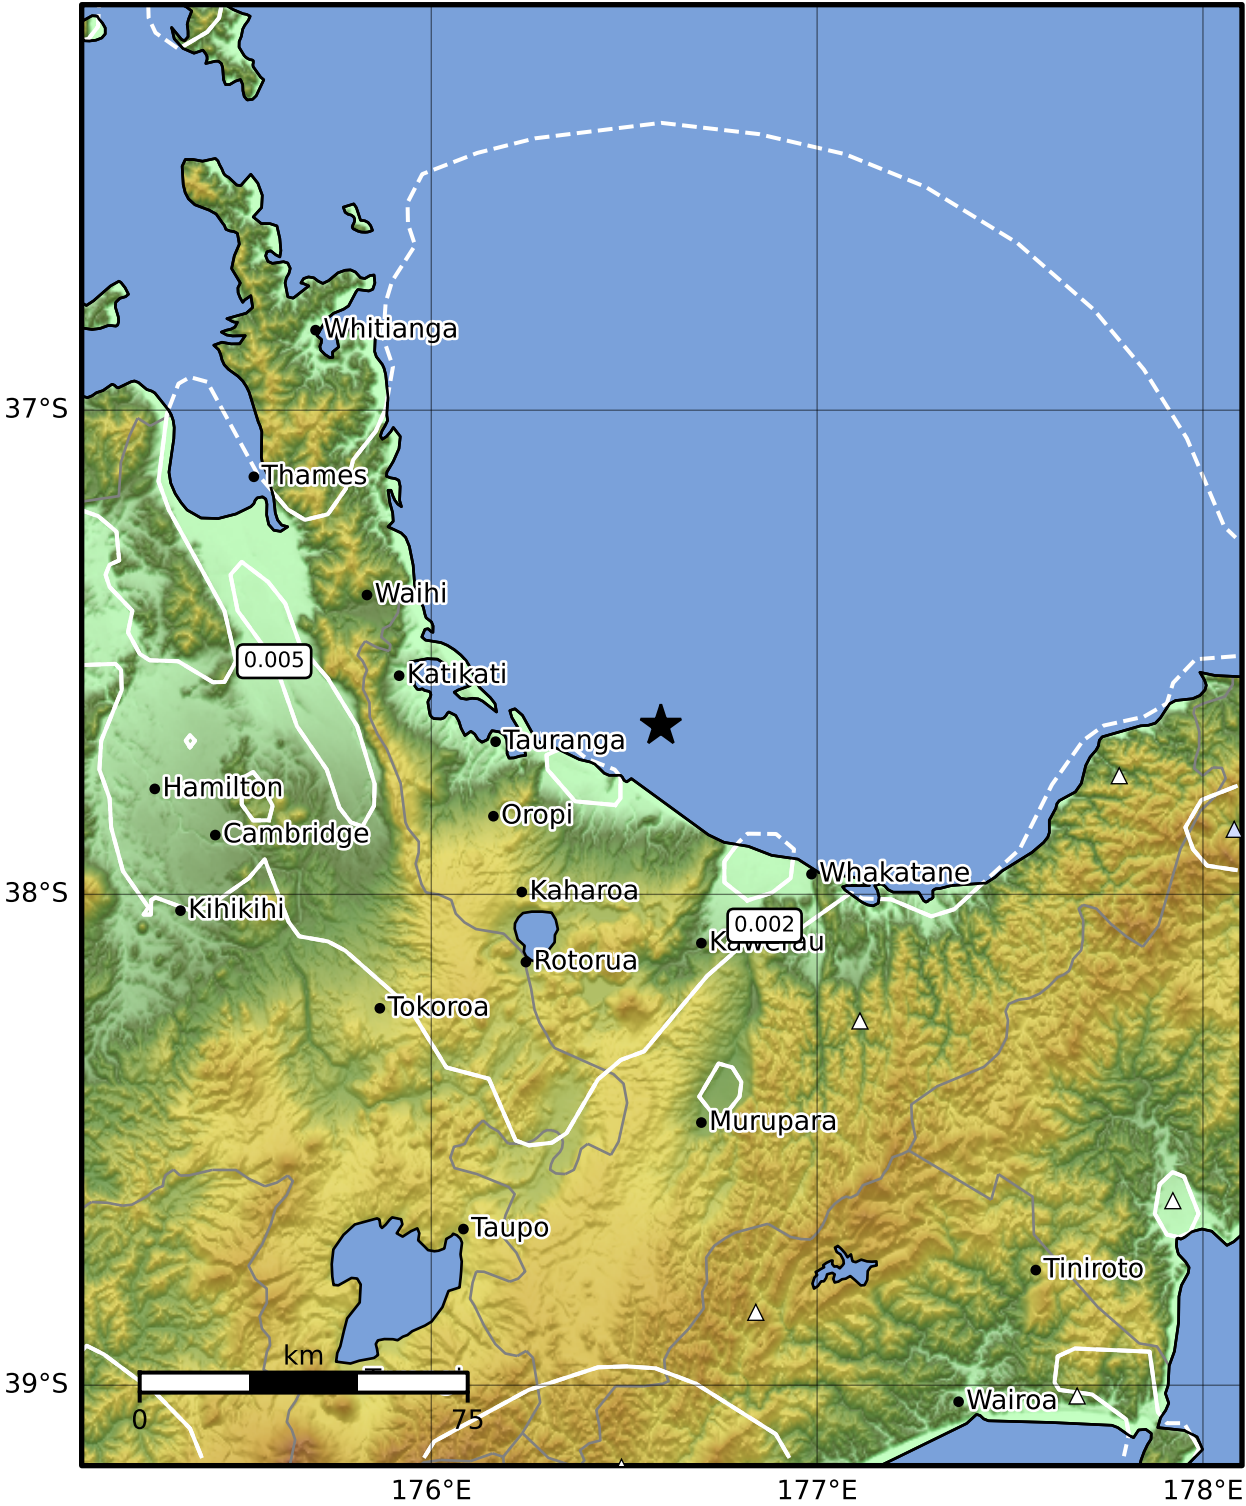 Whitianga
37°S
Thames
Waihi
0.005
Katikati
Tauranga
Hamilton
Oropi
Cambridge
Whakatane
38°S
Kaharoa
Kihikihi
0.002
Kawerau
Rotorua
Tokoroa
Murupara
Taupo
Tiniroto
km
39°S
Wairoa
0
75
176°E
177°E
178°E